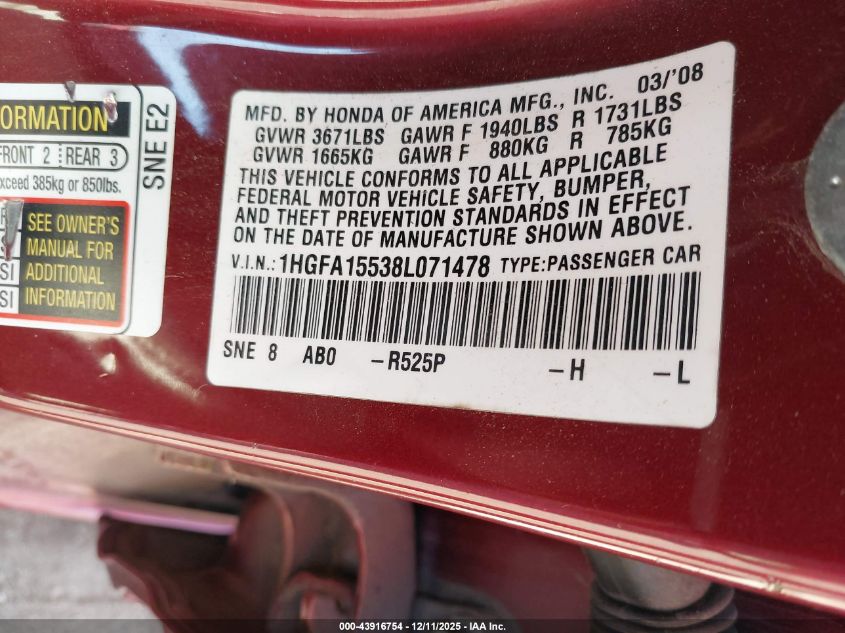 ORMATION
FRONT 2 REAR 3
xceed 385kg or 850lbs.
SEE OWNER'S
MANUAL FOR
SI ADDITIONAL
SI INFORMATION
SNE E2
MFD. BY HONDA OF AMERICA MFG., INC. 03/'08
GVWR 3671LBS GAWR F 1940LBS R 1731LBS
GVWR 1665KG GAWR F 880KG R 785KG
THIS VEHICLE CONFORMS TO ALL APPLICABLE
FEDERAL MOTOR VEHICLE SAFETY, BUMPER,
AND THEFT PREVENTION STANDARDS IN EFFECT
ON THE DATE OF MANUFACTURE SHOWN ABOVE.
V.I.N.: 1HGFA15538L071478 TYPE:PASSENGER CAR
SNE 8 AB0 -R525P -H -L
000-43916754 - 12/11/2025 - IAA Inc.